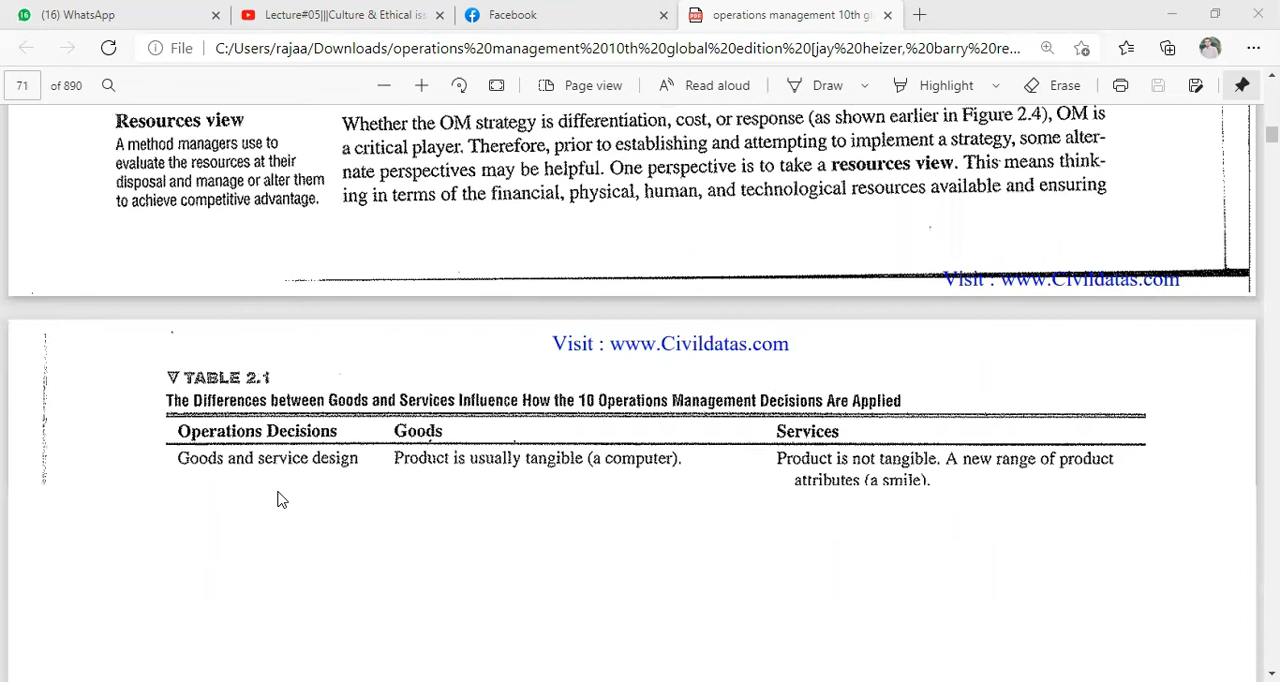 (16) WhatsApp
Lecture#05|||Culture & Ethical iss
Facebook
operations management 10th gl
File
C:/Users/rajaa/Downloads/operations%20management%2010th%20global%20edition [jay%20heizer,%20barry%20re...
71 of 890
Page view
Read aloud
Draw
Highlight
Erase
Resources view
A method managers use to
evaluate the resources at their
disposal and manage or alter them
to achieve competitive advantage.
Whether the OM strategy is differentiation, cost, or response (as shown earlier in Figure 2.4), OM is
a critical player. Therefore, prior to establishing and attempting to implement a strategy, some alter-
nate perspectives may be helpful. One perspective is to take a resources view. This means think-
ing in terms of the financial, physical, human, and technological resources available and ensuring
Visit : www.Civildatas.com
Visit : www.Civildatas.com
TABLE 2.1
The Differences between Goods and Services Influence How the 10 Operations Management Decisions Are Applied
Operations Decisions Goods Services
Goods and service design Product is usually tangible (a computer). Product is not tangible. A new range of product
attributes (a smile).